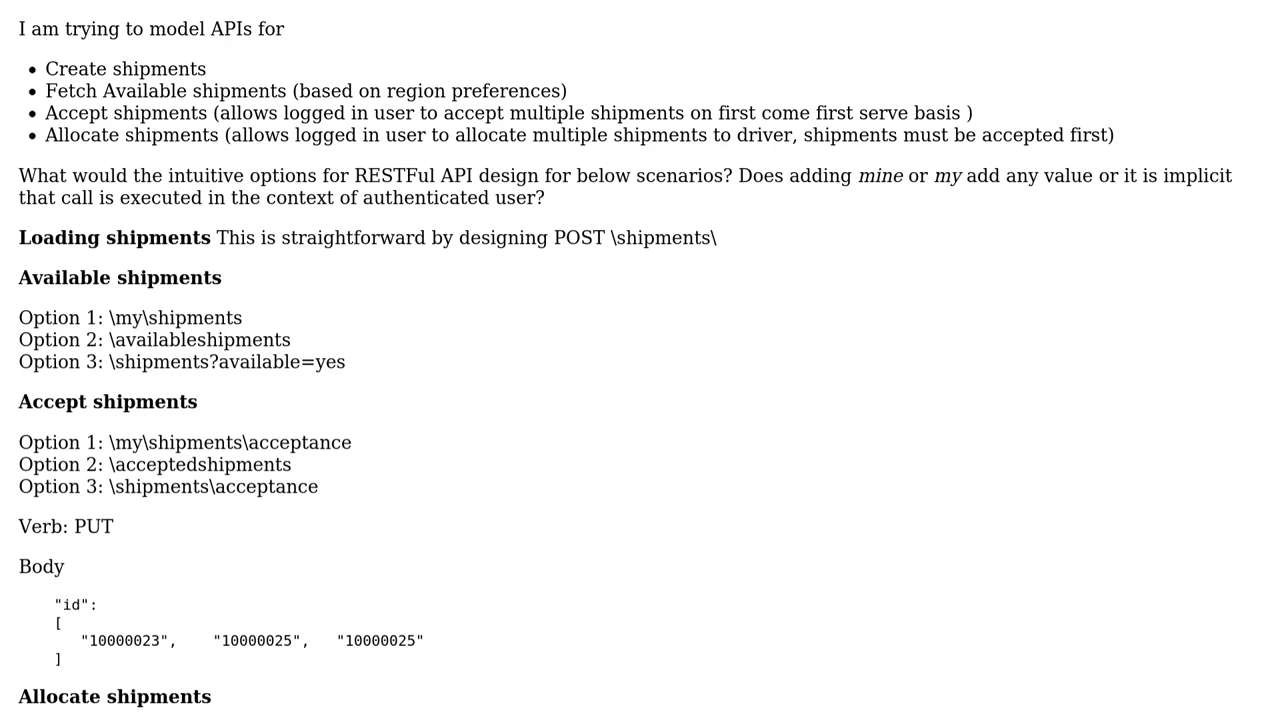 I am trying to model APIs for
• Create shipments
• Fetch Available shipments (based on region preferences)
• Accept shipments (allows logged in user to accept multiple shipments on first come first serve basis )
• Allocate shipments (allows logged in user to allocate multiple shipments to driver, shipments must be accepted first)
What would the intuitive options for RESTFul API design for below scenarios? Does adding mine or my add any value or it is implicit
that call is executed in the context of authenticated user?
Loading shipments This is straightforward by designing POST \shipments\
Available shipments
Option 1: \my\shipments
Option 2: \availableshipments
Option 3: \shipments?available=yes
Accept shipments
Option 1: \my\shipments\acceptance
Option 2: \acceptedshipments
Option 3: \shipments\acceptance
Verb: PUT
Body
"id":
[
"10000023", "10000025", "10000025"
]
Allocate shipments